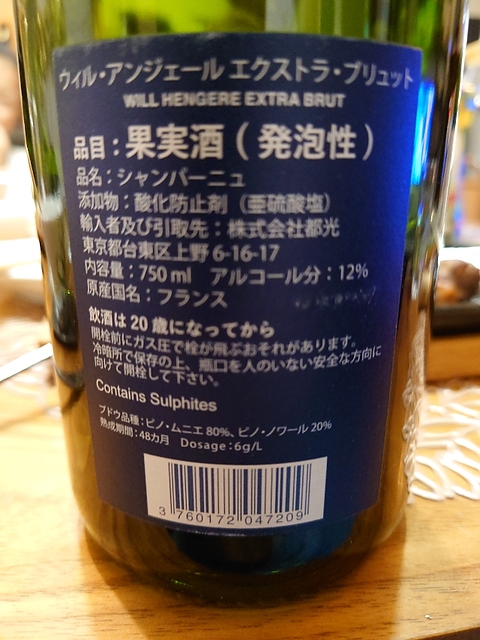 ウィル・アンジェール エクストラ・ブリュット
WILL HENGERE EXTRA BRUT
品目：果実酒（発泡性）
品名：シャンパーニュ
添加物：酸化防止剤（亜硫酸塩）
輸入者及び引取先：株式会社都光
東京都台東区上野6-16-17
内容量：750ml　アルコール分：12%
原産国名：フランス
飲酒は20歳になってから
開栓前にガス圧で栓が飛ぶおそれがあります。
冷暗所で保存の上、瓶口を人のいない安全な方向に
向けて開栓して下さい。
Contains Sulphites
ブドウ品種：ピノ・ムニエ 80%、ピノ・ノワール 20%
熟成期間：48カ月　Dosage：6g/L
3 760172 047209